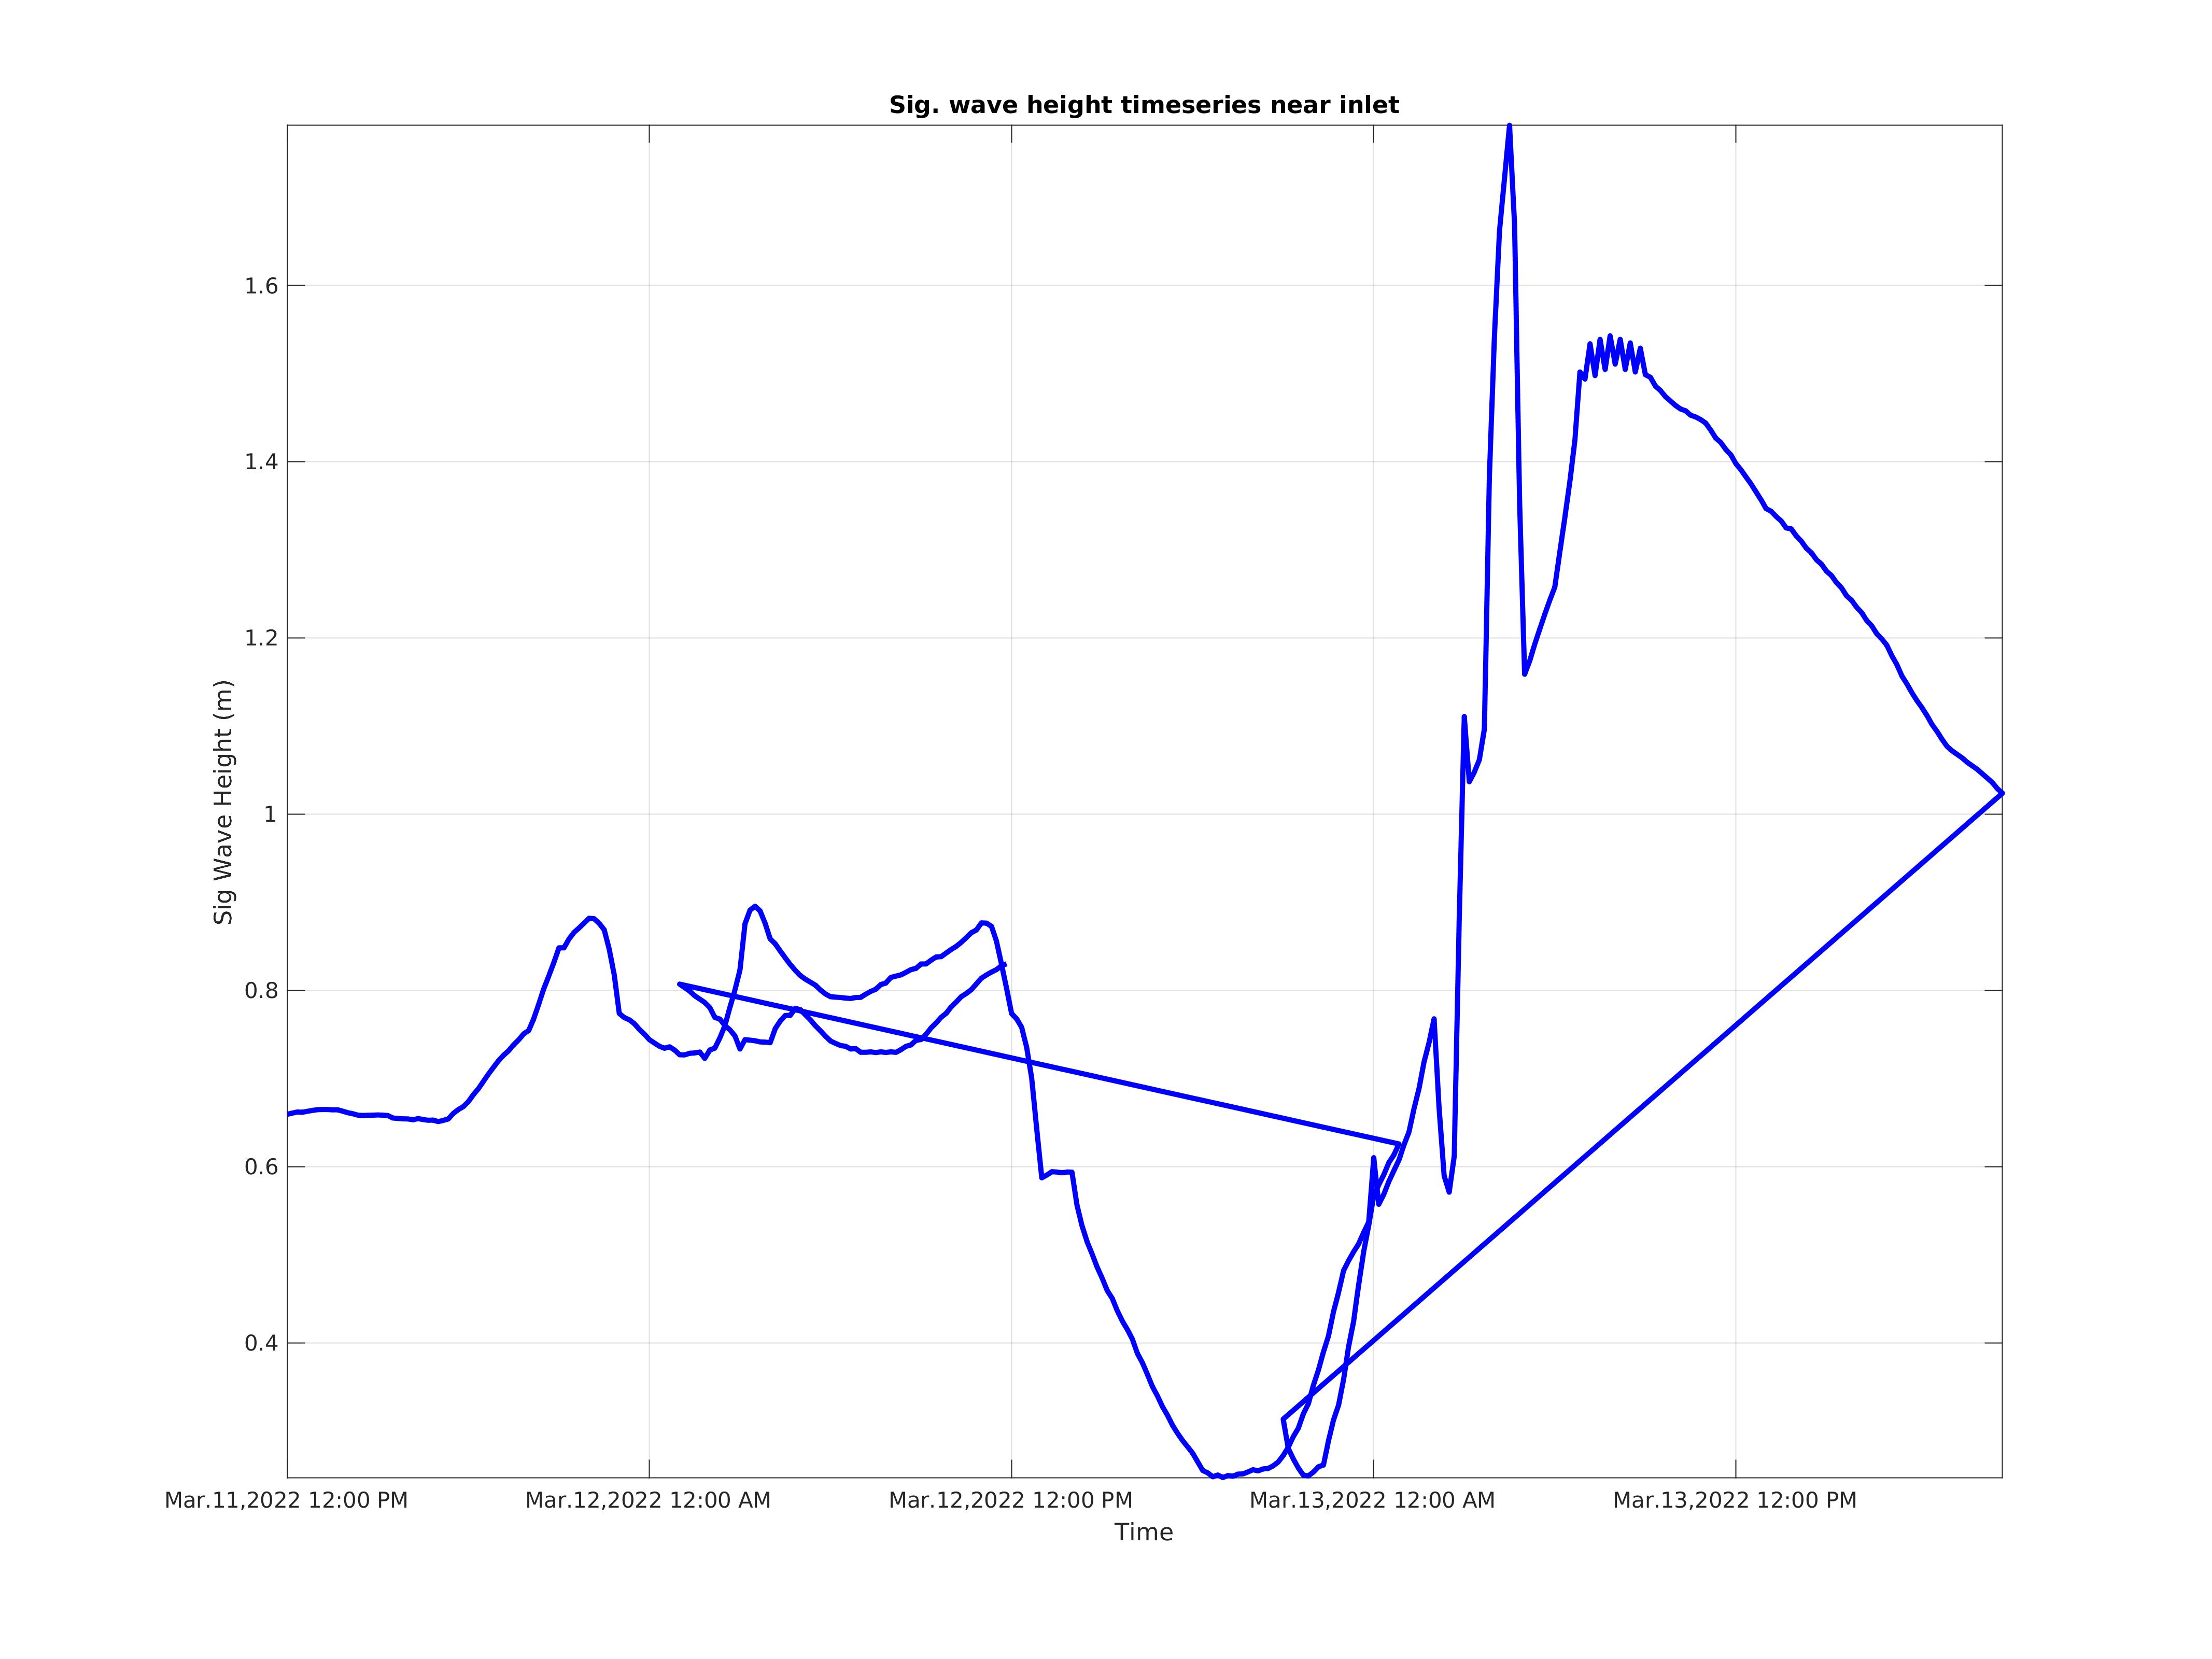 Sig. wave height timeseries near inlet
Sig Wave Height (m)
1.6
1.4
1.2
1
0.8
0.6
0.4
Mar.11,2022 12:00 PM
Mar.12,2022 12:00 AM
Mar.12,2022 12:00 PM
Mar.13,2022 12:00 AM
Mar.13,2022 12:00 PM
Time